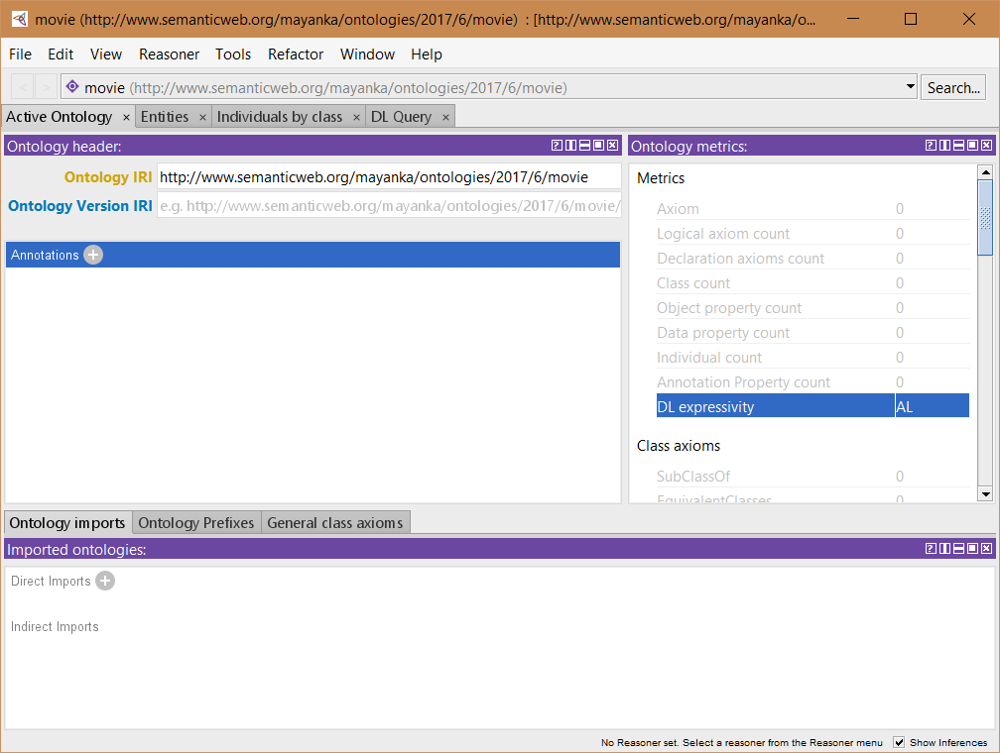 movie (http://www.semanticweb.org/mayanka/ontologies/2017/6/movie) : [http://www.semanticweb.org/mayanka/o...
File Edit View Reasoner Tools Refactor Window Help
< > movie (http://www.semanticweb.org/mayanka/ontologies/2017/6/movie) Search...
Active Ontology × Entities × Individuals by class × DL Query ×
Ontology header:
Ontology IRI http://www.semanticweb.org/mayanka/ontologies/2017/6/movie
Ontology Version IRI e.g. http://www.semanticweb.org/mayanka/ontologies/2017/6/movie/
Annotations
Ontology metrics:
Metrics
Axiom 0
Logical axiom count 0
Declaration axioms count 0
Class count 0
Object property count 0
Data property count 0
Individual count 0
Annotation Property count 0
DL expressivity AL
Class axioms
SubClassOf 0
EquivalentClasses 0
Ontology imports Ontology Prefixes General class axioms
Imported ontologies:
Direct Imports
Indirect Imports
No Reasoner set. Select a reasoner from the Reasoner menu Show Inferences